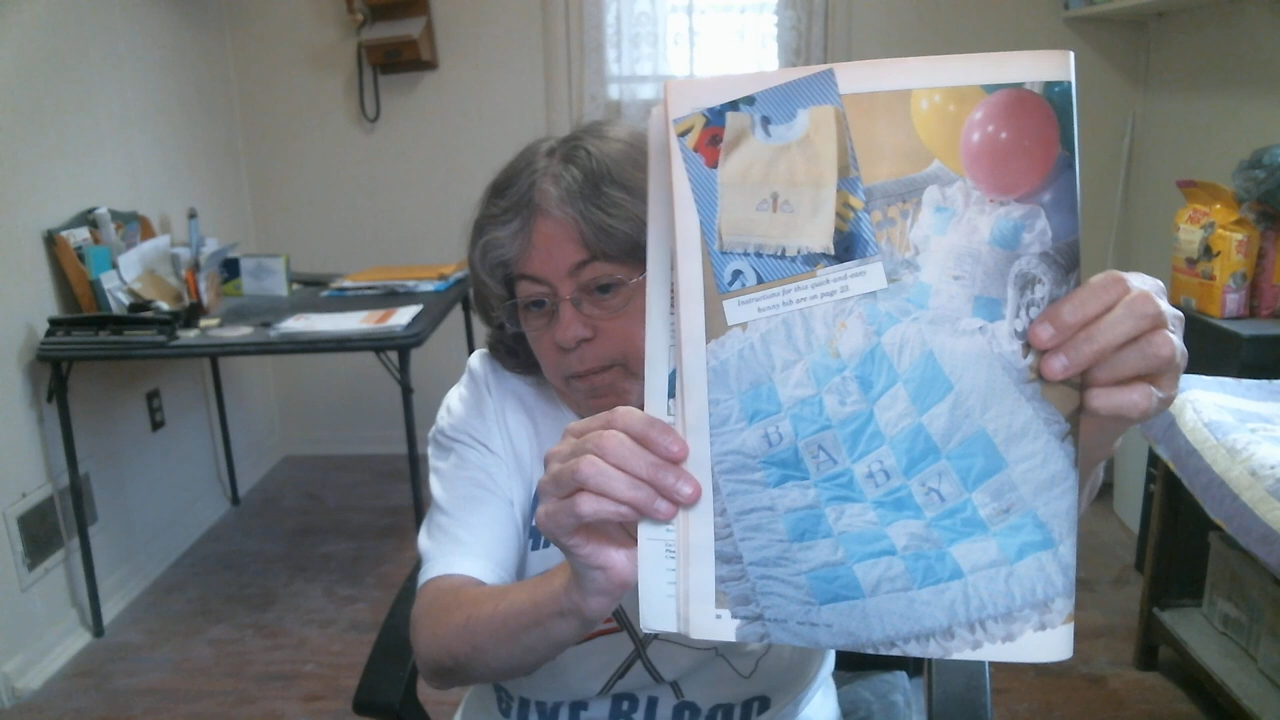 Instructions for this quick-and-easy
bunny bib are on page 23.
B A B Y
GIVE BLOOD